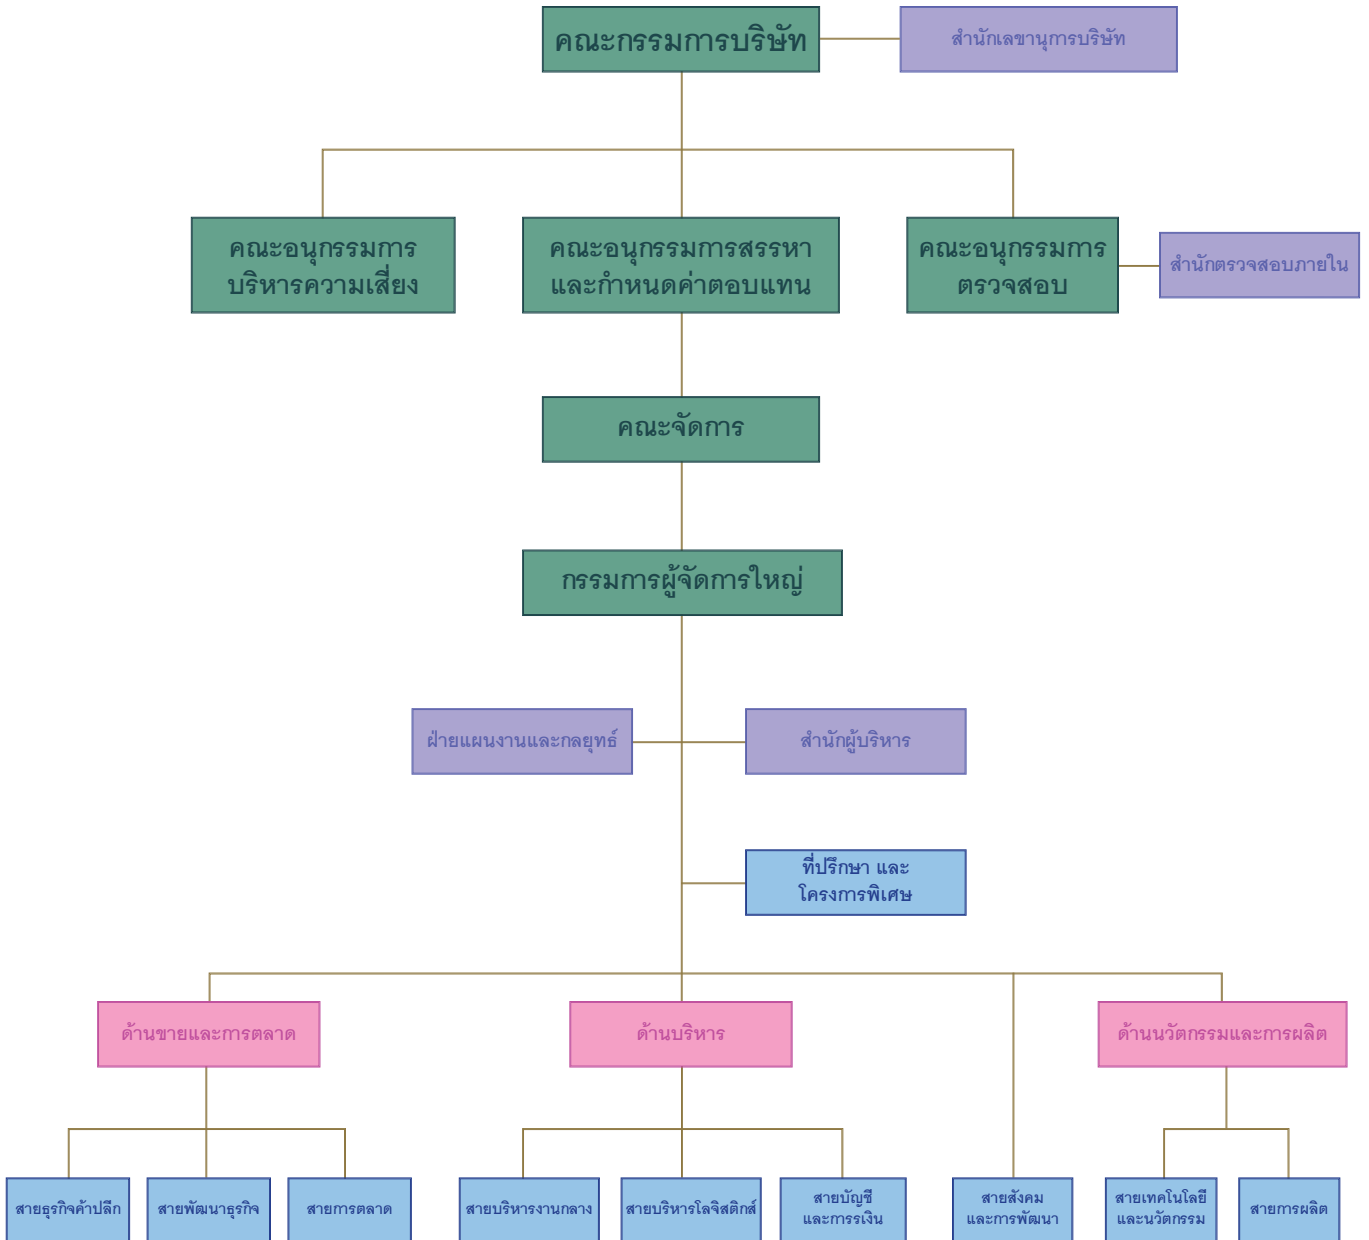 คณะกรรมการบริษัท
สำนักเลขานุการบริษัท
คณะอนุกรรมการ
บริหารความเสี่ยง
คณะอนุกรรมการสรรหา
และกำหนดค่าตอบแทน
คณะอนุกรรมการ
ตรวจสอบ
สำนักตรวจสอบภายใน
คณะจัดการ
กรรมการผู้จัดการใหญ่
ฝ่ายแผนงานและกลยุทธ์
สำนักผู้บริหาร
ที่ปรึกษา และ
โครงการพิเศษ
ด้านขายและการตลาด
ด้านบริหาร
ด้านนวัตกรรมและการผลิต
สายธุรกิจค้าปลีก
สายพัฒนาธุรกิจ
สายการตลาด
สายบริหารงานกลาง
สายบริหารโลจิสติกส์
สายบัญชี
และการรเงิน
สายสังคม
และการพัฒนา
สายเทคโนโลยี
และนวัตกรรม
สายการผลิต